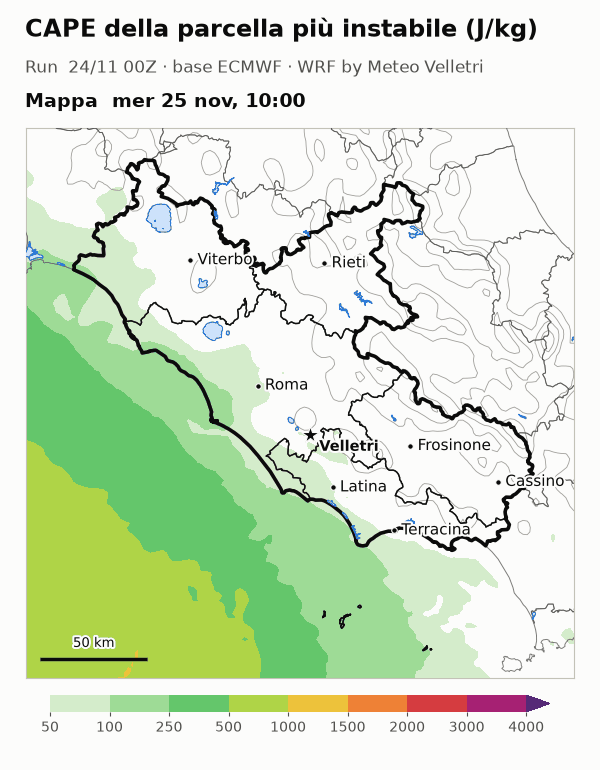 CAPE della parcella più instabile (J/kg)
Run  24/11 00Z · base ECMWF · WRF by Meteo Velletri
Mappa  mer 25 nov, 10:00
Viterbo
Rieti
Roma
Velletri
Frosinone
Cassino
Latina
Terracina
50 km
50 100 250 500 1000 1500 2000 3000 4000